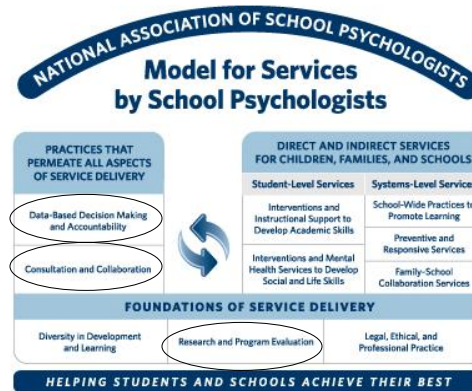 NATIONAL ASSOCIATION OF SCHOOL PSYCHOLOGISTS
Model for Services
by School Psychologists
PRACTICES THAT
PERMEATE ALL ASPECTS
OF SERVICE DELIVERY
Data-Based Decision Making
and Accountability
Consultation and Collaboration
DIRECT AND INDIRECT SERVICES
FOR CHILDREN, FAMILIES, AND SCHOOLS
Student-Level Services
Systems-Level Service
Interventions and
Instructional Support to
Develop Academic Skills
School-Wide Practices to
Promote Learning
Interventions and Mental
Health Services to Develop
Social and Life Skills
Preventive and
Responsive Services
Family–School
Collaboration Services
FOUNDATIONS OF SERVICE DELIVERY
Diversity in Development
and Learning
Research and Program Evaluation
Legal, Ethical, and
Professional Practice
HELPING STUDENTS AND SCHOOLS ACHIEVE THEIR BEST